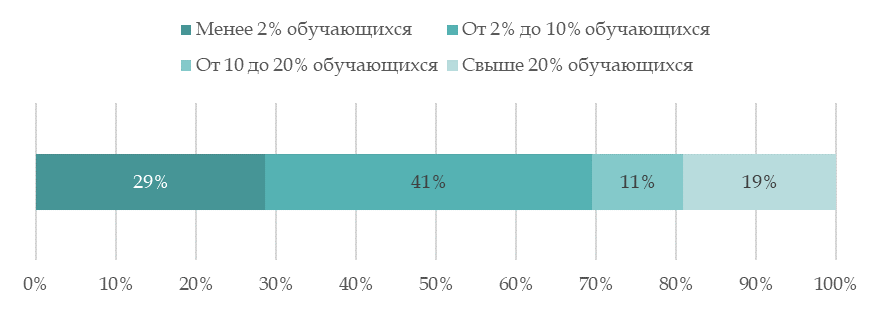 Менее 2% обучающихся От 2% до 10% обучающихся
От 10 до 20% обучающихся Свыше 20% обучающихся
29% 41% 11% 19%
0% 10% 20% 30% 40% 50% 60% 70% 80% 90% 100%